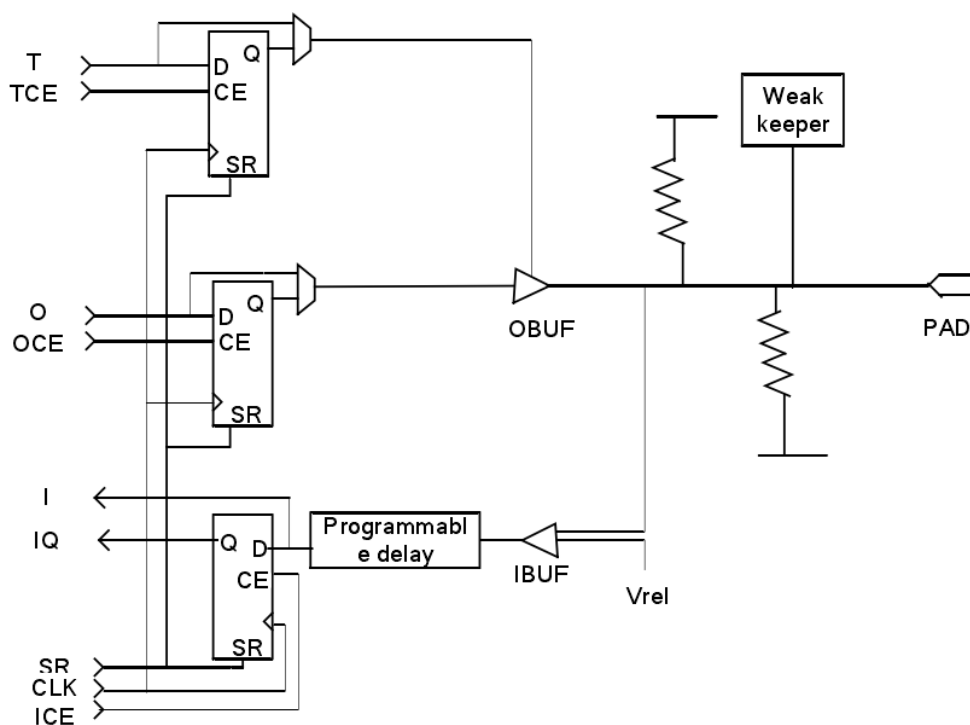 T
TCE
D
Q
CE
SR
Weak
keeper
O
OCE
D
Q
CE
SR
OBUF
PAD
I
IQ
Q
D
CE
SR
Programmabl
e delay
IBUF
Vrel
SR
CLK
ICE